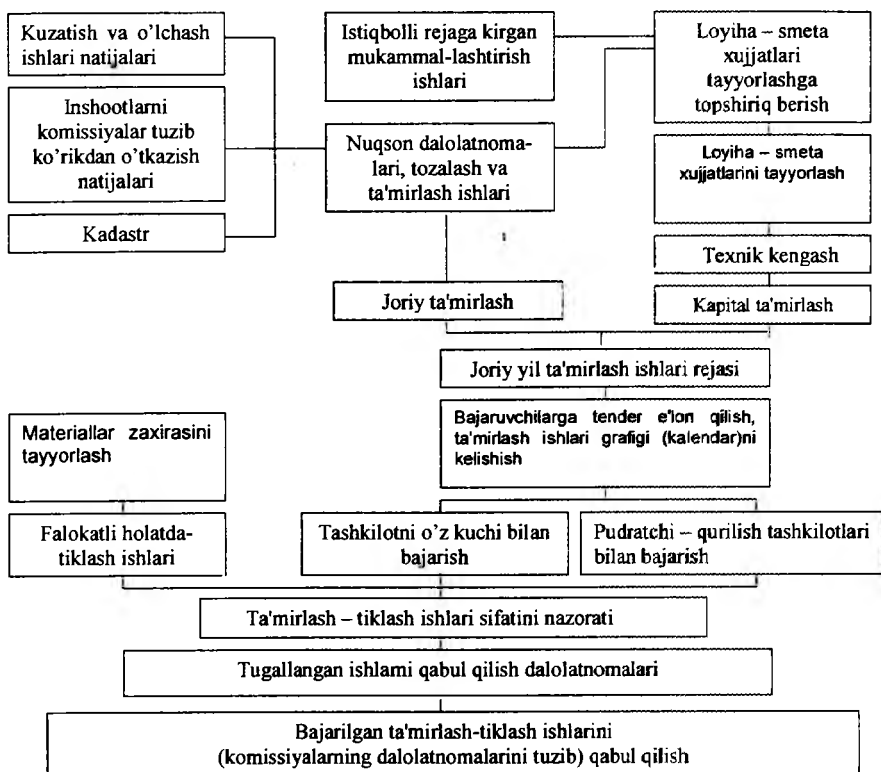 Kuzatish va o'lchash
ishlari natijalari
Istiqbolli rejaga kirgan
mukammal-lashtirish
ishlari
Loyiha – smeta
xujjatlari
tayyorlashga
topshiriq berish
Inshootlarni
komissiyalar tuzib
ko'rikdan o'tkazish
natijalari
Nuqson dalolatnoma-
lari, tozalash va
ta'mirlash ishlari
Loyiha – smeta
xujjatlarini tayyorlash
Kadastr
Texnik kengash
Joriy ta'mirlash
Kapital ta'mirlash
Joriy yil ta'mirlash ishlari rejasi
Materiallar zaxirasini
tayyorlash
Bajaruvchilarga tender e'lon qilish,
ta'mirlash ishlari grafigi (kalendar)ni
kelishish
Falokatli holatda-
tiklash ishlari
Tashkilotni o'z kuchi bilan
bajarish
Pudratchi – qurilish tashkilotlari
bilan bajarish
Ta'mirlash – tiklash ishlari sifatini nazorati
Tugallangan ishlarni qabul qilish dalolatnomalari
Bajarilgan ta'mirlash-tiklash ishlarini
(komissiyalarning dalolatnomalarini tuzib) qabul qilish